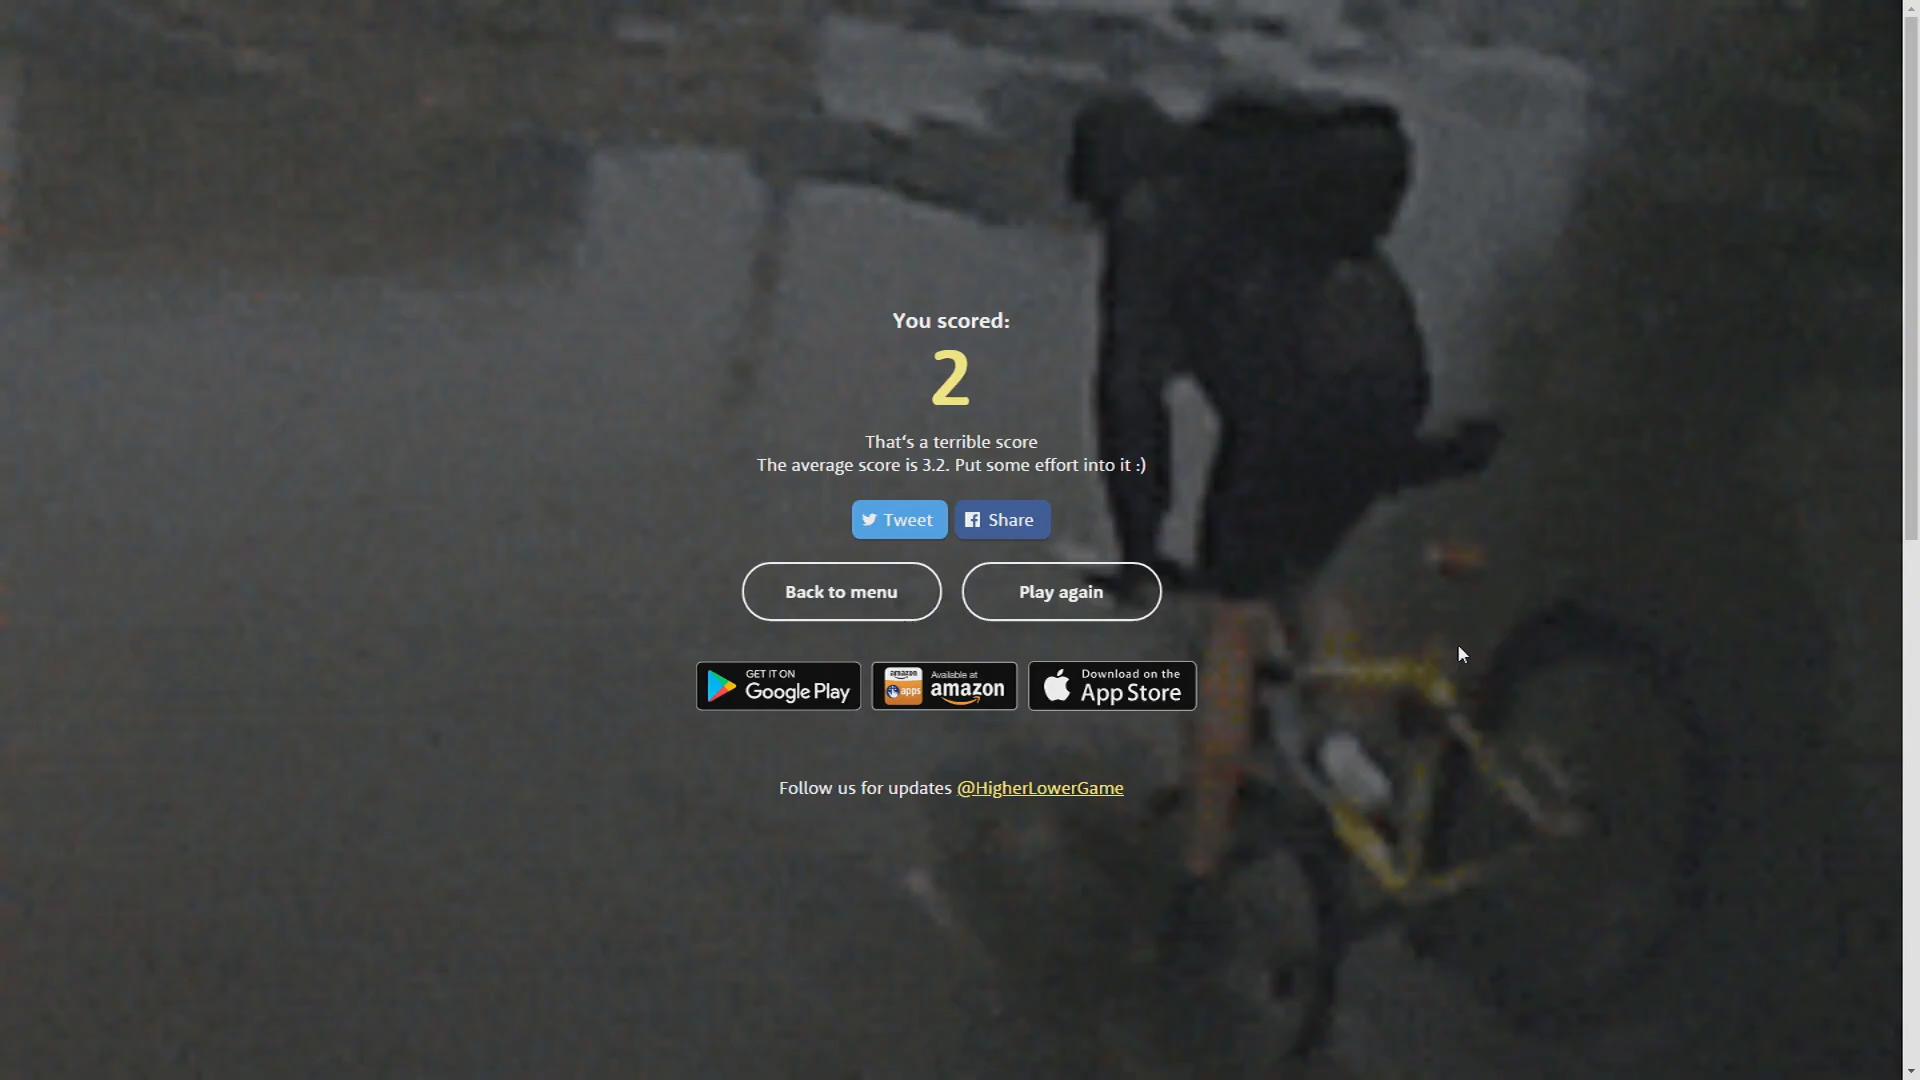 You scored:
2
That‘s a terrible score
The average score is 3.2. Put some effort into it :)
Tweet
Share
Back to menu
Play again
GET IT ON
Google Play
amazon
apps
Available at
amazon
Download on the
App Store
Follow us for updates @HigherLowerGame